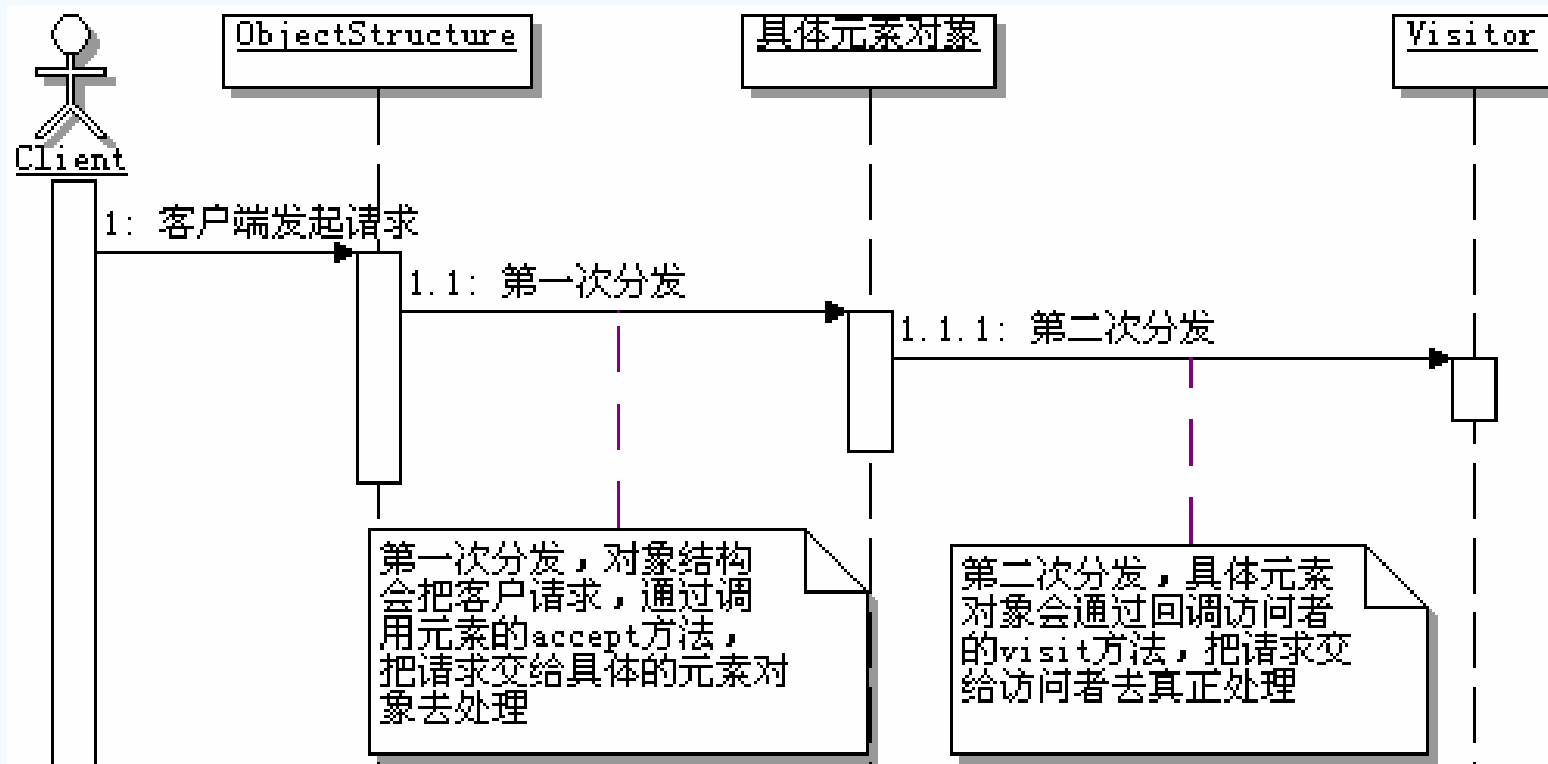 ObjectStructure
具体元素对象
Visitor
Client
1: 客户端发起请求
1.1: 第一次分发
1.1.1: 第二次分发
第一次分发，对象结构
会把客户请求，通过调
用元素的accept方法，
把请求交给具体的元素对
象去处理
第二次分发，具体元素
对象会通过回调访问者
的visit方法，把请求交
给访问者去真正处理